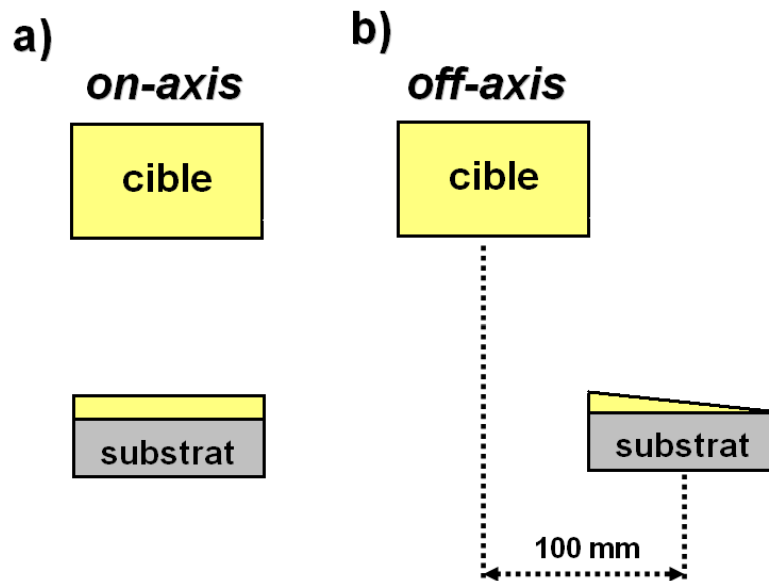 a)
on-axis
cible
substrat
b)
off-axis
cible
substrat
100 mm